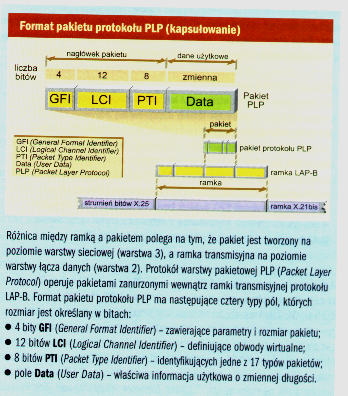 Format pakietu protokołu PLP (kapsułowanie)
nagłówek pakietu
dane użytkowe
liczba
bitów
4
12
8
zmienna
GFI
LCI
PTI
Data
Pakiet
PLP
pakiet
GFI (General Format Identifier)
LCI (Logical Channel Identifier)
PTI (Packet Type Identifier)
Data (User Data)
PLP (Packet Layer Protocol)
pakiet protokołu PLP
ramka LAP-B
ramka
strumień bitów X.25
ramka X.21bis
Różnica między ramką a pakietem polega na tym, że pakiet jest tworzony na
poziomie warstwy sieciowej (warstwa 3), a ramka transmisyjna na poziomie
warstwy łącza danych (warstwa 2). Protokół warstwy pakietowej PLP (Packet Layer
Protocol) operuje pakietami zanurzonymi wewnątrz ramki transmisyjnej protokołu
LAP-B. Format pakietu protokołu PLP ma następujące cztery typy pól, których
rozmiar jest określany w bitach:
● 4 bity GFI (General Format Identifier) – zawierające parametry i rozmiar pakietu;
● 12 bitów LCI (Logical Channel Identifier) – definiujące obwody wirtualne;
● 8 bitów PTI (Packet Type Identifier) – identyfikujących jedne z 17 typów pakietów;
● pole Data (User Data) – właściwa informacja użytkowa o zmiennej długości.